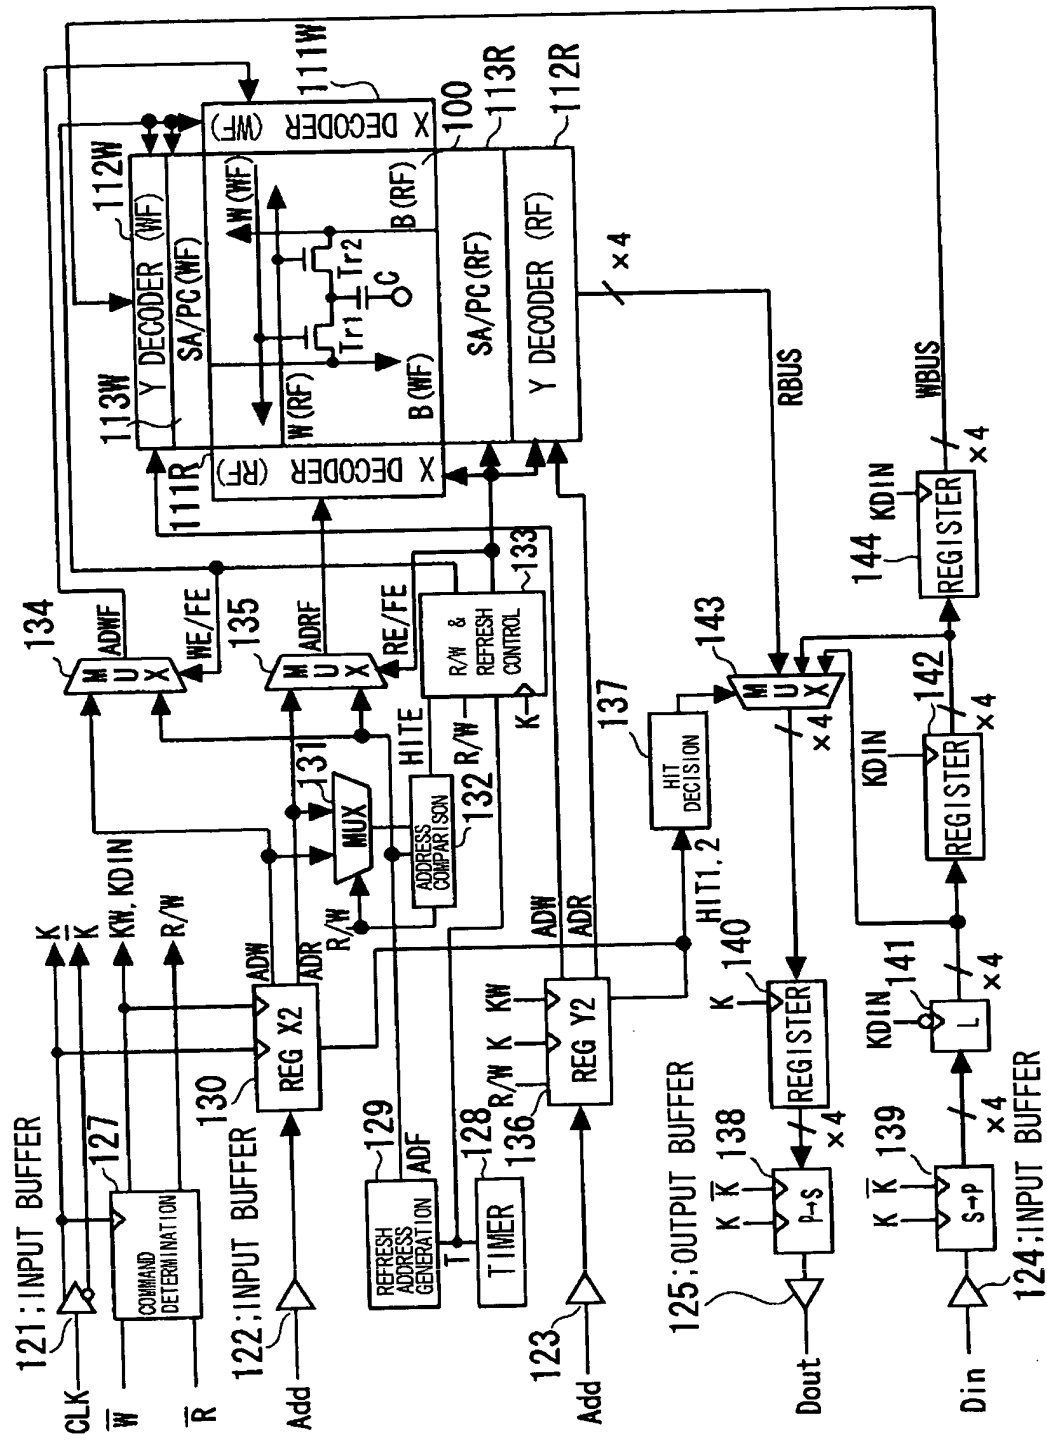 CLK
W
R
121;INPUT BUFFER
COMMAND
DETERMINATION
127
K
K
KW, KDIN
R/W
Add
122;INPUT BUFFER
130
REG X2
ADW
ADR
REFRESH
ADDRESS
GENERATION
129
ADF
T
TIMER
128
MUX
131
R/W
ADDRESS
COMPARISON
132
HITE
R/W
K
R/W &
REFRESH
CONTROL
133
MUX
134
ADWF
WE/FE
MUX
135
ADRF
RE/FE
112W
Y DECODER (WF)
113W
SA/PC(WF)
111R
X DECODER (RF)
X DECODER (WF)
111W
W(WF)
W(RF)
Tr1
Tr2
C
B(WF)
B(RF)
100
SA/PC(RF)
113R
Y DECODER (RF)
112R
×4
Add
123
136
R/W
K
KW
REG Y2
ADW
ADR
HIT1, 2
HIT
DECISION
137
RBUS
Dout
125;OUTPUT BUFFER
P→S
K
K
138
×4
REGISTER
K
140
×4
MUX
143
Din
124;INPUT BUFFER
S→P
K
K
139
×4
L
KDIN
141
×4
REGISTER
KDIN
142
×4
REGISTER
KDIN
144
×4
WBUS